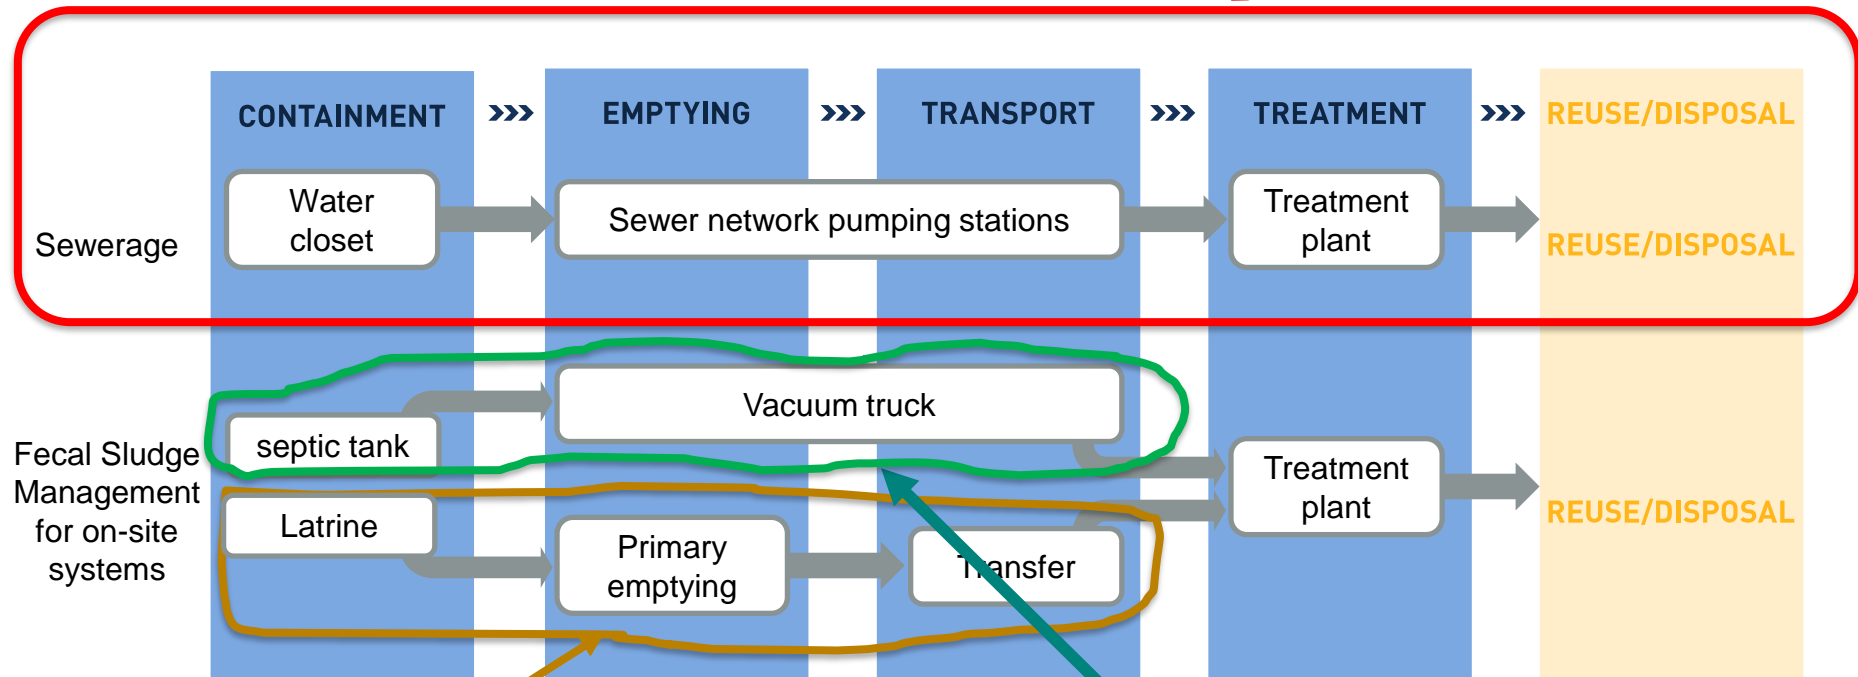 CONTAINMENT >>> EMPTYING >>> TRANSPORT >>> TREATMENT >>> REUSE/DISPOSAL
Sewerage
Water
closet
Sewer network pumping stations
Treatment
plant
REUSE/DISPOSAL
Fecal Sludge
Management
for on-site
systems
septic tank
Vacuum truck
Latrine
Primary
emptying
Transfer
Treatment
plant
REUSE/DISPOSAL